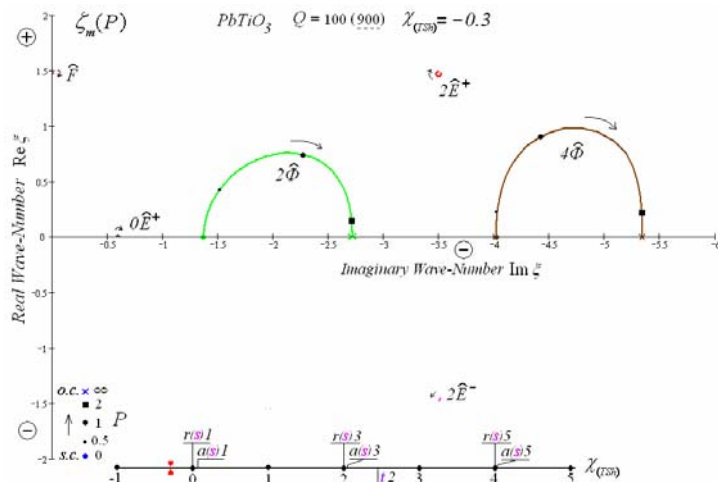 ζₘ(P) PbTiO₃ Q = 100 (900) χ(TSh) = −0.3
2
F̂
1.5
2Ê⁺
1
2Φ̂
4Φ̂
0.5
0Ê⁺
0
-0.5 -1 -1.5 -2 -2.5 -3 -3.5 -4 -4.5 -5 -5.5 -6
Imaginary Wave-Number Im ξ
Real Wave-Number Re ξ
-0.5
-1
2Ê⁻
o.c. ∞
-1.5
2
1 P
0.5
s.c. 0
-2
r(s)1 r(s)3 r(s)5
a(s)1 a(s)3 a(s)5
t2
-1 0 1 2 3 4 5 χ(TSh)